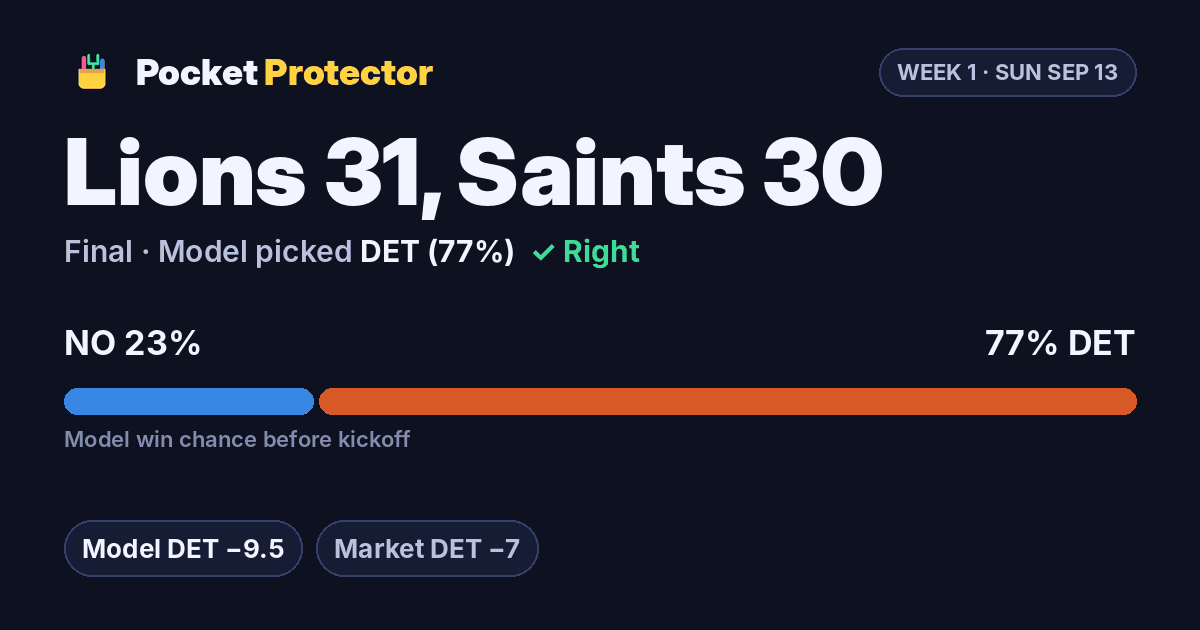 Pocket Protector
WEEK 1 · SUN SEP 13
Lions 31, Saints 30
Final · Model picked DET (77%) ✓ Right
NO 23%
77% DET
Model win chance before kickoff
Model DET −9.5
Market DET −7